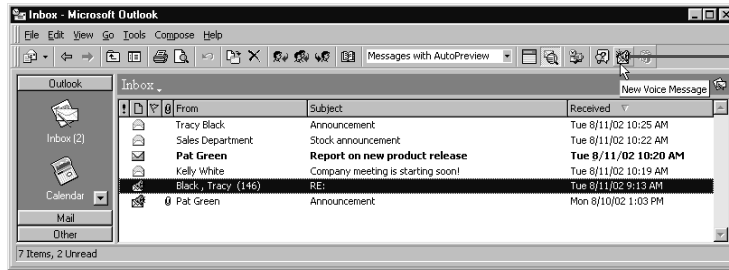 Inbox - Microsoft Outlook
File Edit View Go Tools Compose Help
Messages with AutoPreview
Outlook Inbox
New Voice Message
! From Subject Received
Inbox (2)
Tracy Black Announcement Tue 8/11/02 10:25 AM
Sales Department Stock announcement Tue 8/11/02 10:22 AM
Pat Green Report on new product release Tue 8/11/02 10:20 AM
Kelly White Company meeting is starting soon! Tue 8/11/02 10:19 AM
Calendar
Black , Tracy (146) RE: Tue 8/11/02 9:13 AM
Pat Green Announcement Mon 8/10/02 1:03 PM
Mail
Other
7 Items, 2 Unread